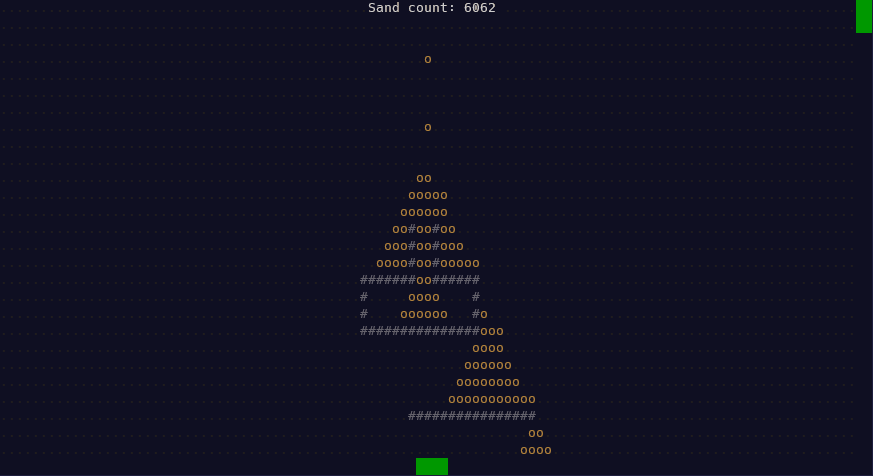 Sand count: 6062
o
o
oo
ooooo
oooooo
oo#oo#oo
ooo#oo#ooo
oooo#oo#ooooo
#######oo######
#     oooo    #
#    oooooo   #o
###############ooo
oooo
oooooo
oooooooo
ooooooooooo
################
oo
oooo